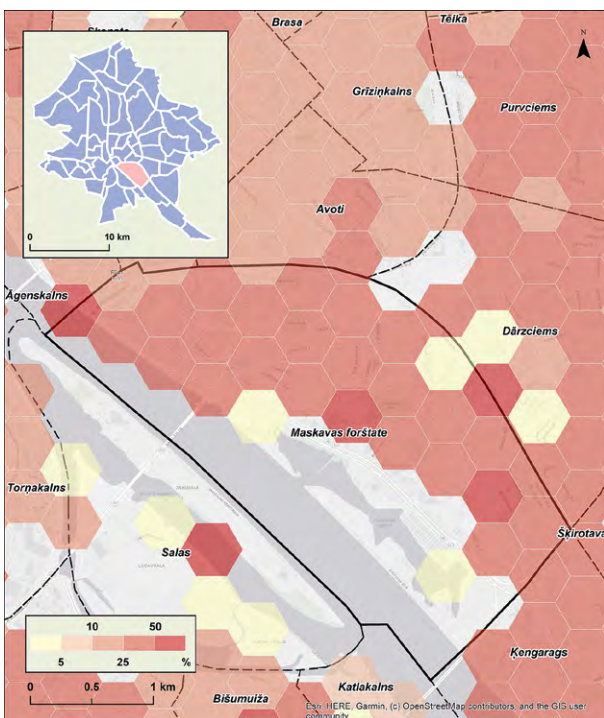 Brasa
Teika
Grīziņkalns
N
Purvciems
Avoti
0 10 km
Āgenskalns
Dārzciems
Maskavas forštate
Torņakalns
Šķirotava
Salas
10 50
5 25 %
Ķengarags
0 0.5 1 km
Bišumuiža
Katlakalns
Esri, HERE, Garmin, (c) OpenStreetMap contributors, and the GIS user
community